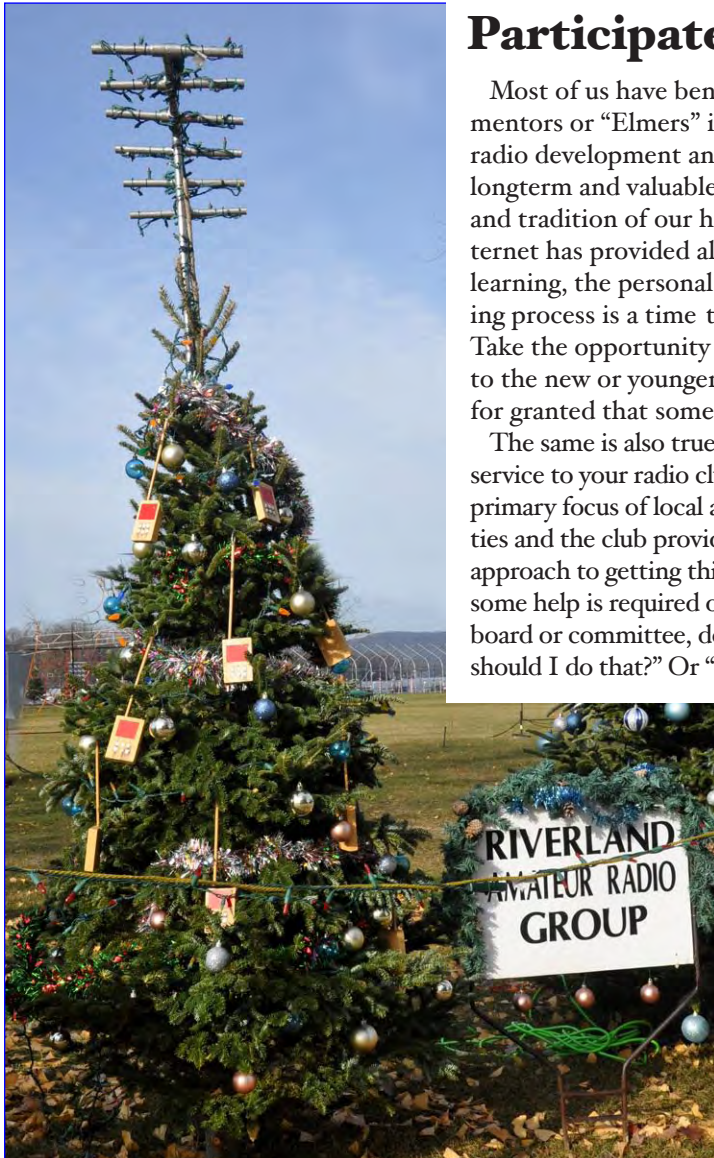 Participate
Most of us have ben
mentors or “Elmers” i
radio development an
longterm and valuable
and tradition of our h
ternet has provided al
learning, the personal
ing process is a time t
Take the opportunity
to the new or younger
for granted that some
The same is also true
service to your radio cl
primary focus of local a
ties and the club provid
approach to getting thi
some help is required o
board or committee, do
should I do that?” Or “
RIVERLAND
AMATEUR RADIO
GROUP